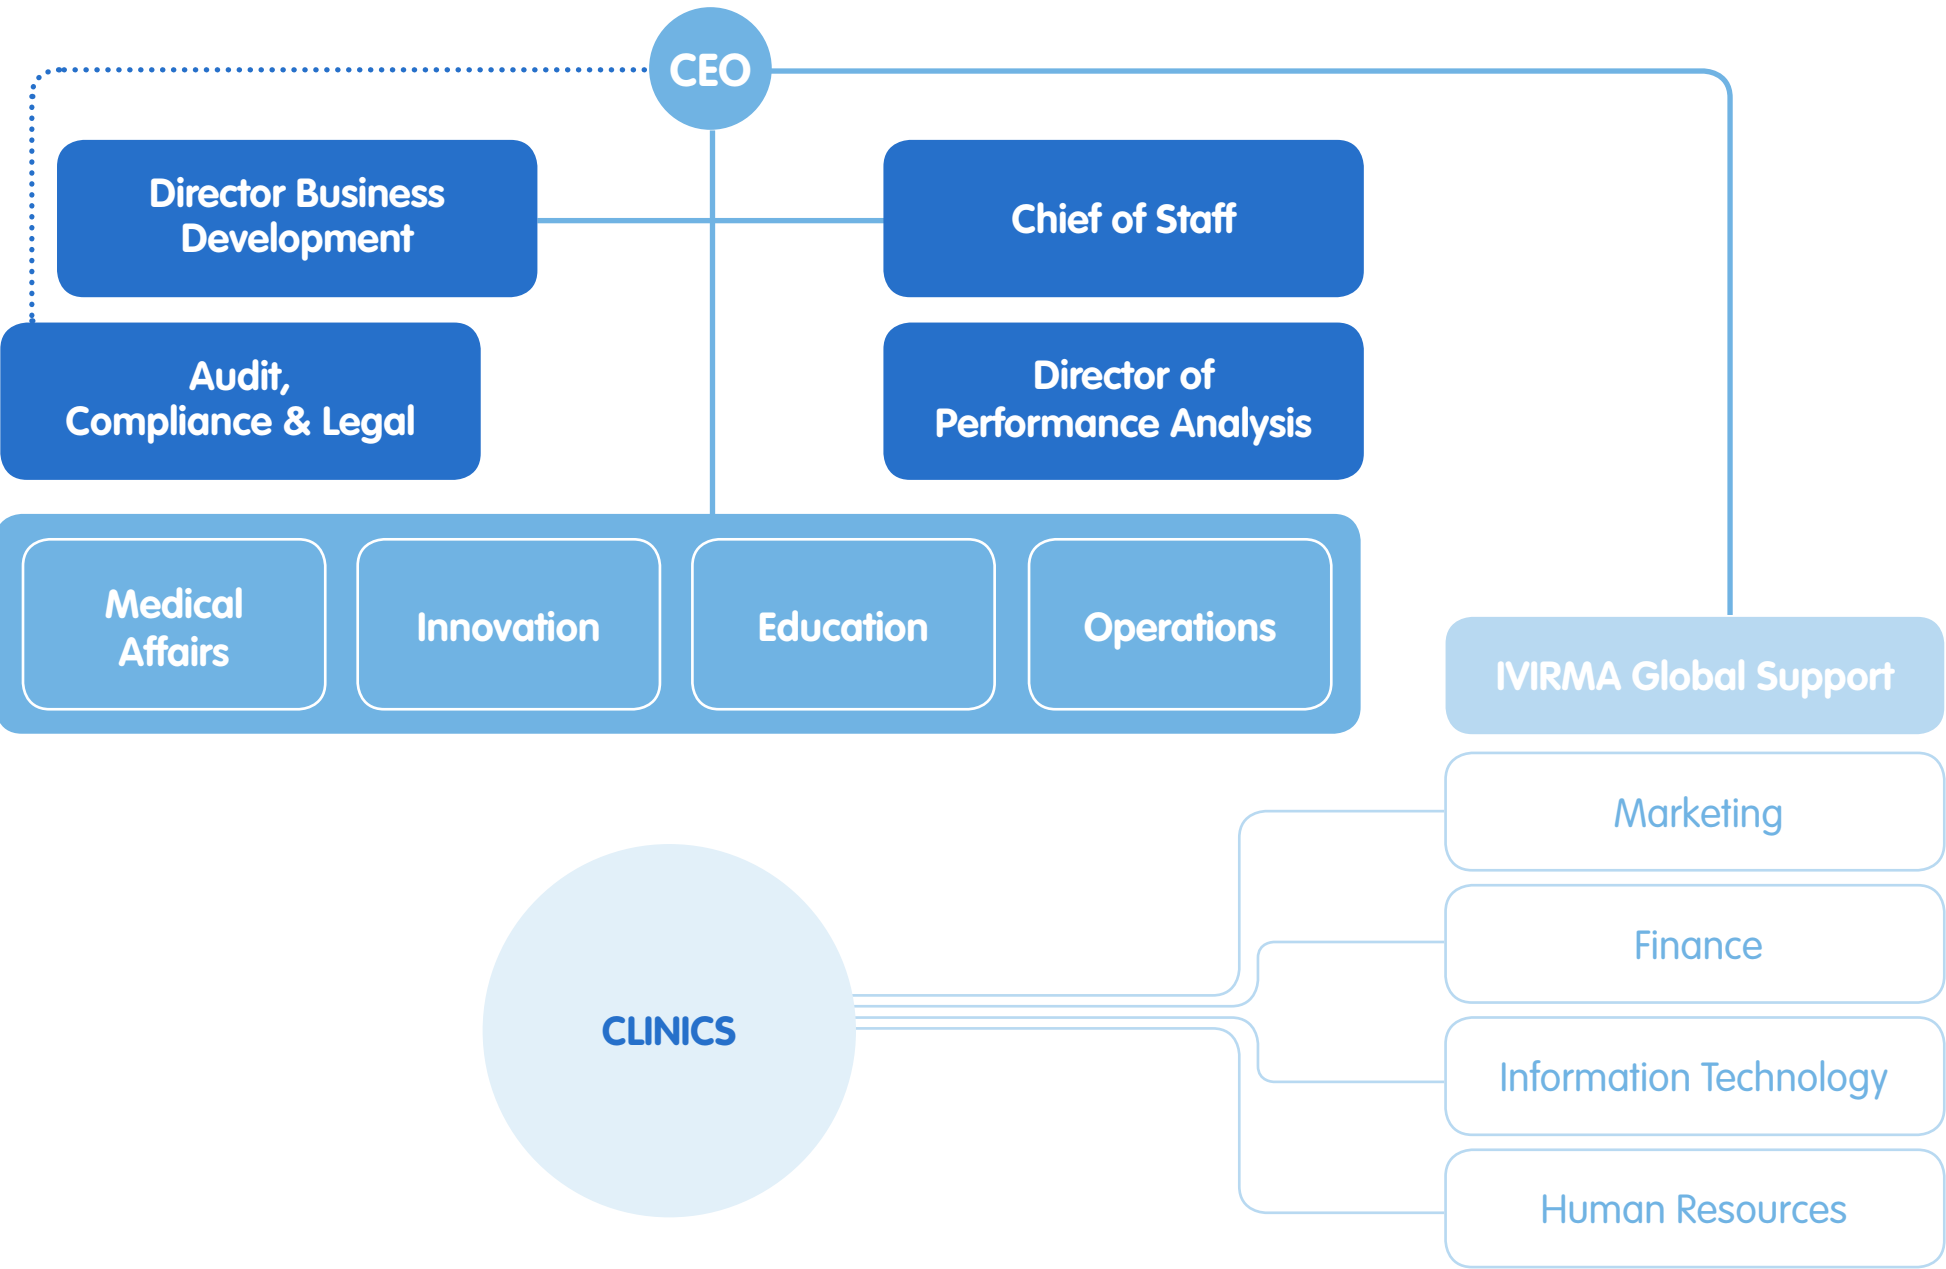 CEO
Director Business
Development
Chief of Staff
Audit,
Compliance & Legal
Director of
Performance Analysis
Medical
Affairs
Innovation
Education
Operations
IVIRMA Global Support
Marketing
Finance
CLINICS
Information Technology
Human Resources